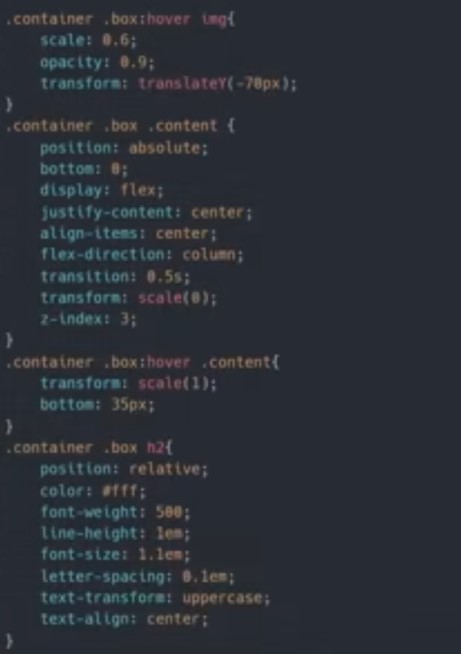 .container .box:hover img{
scale: 0.6;
opacity: 0.9;
transform: translateY(-70px);
}
.container .box .content {
position: absolute;
bottom: 0;
display: flex;
justify-content: center;
align-items: center;
flex-direction: column;
transition: 0.5s;
transform: scale(0);
z-index: 3;
}
.container .box:hover .content{
transform: scale(1);
bottom: 35px;
}
.container .box h2{
position: relative;
color: #fff;
font-weight: 500;
line-height: 1em;
font-size: 1.1em;
letter-spacing: 0.1em;
text-transform: uppercase;
text-align: center;
}